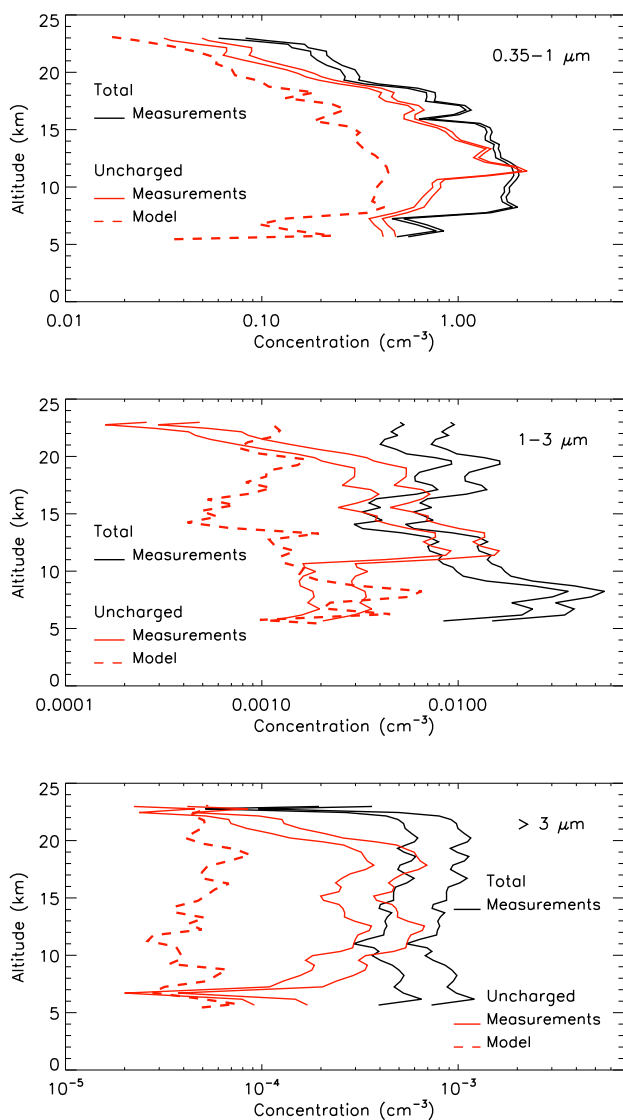 25
20
15
10
5
0
Altitude (km)
0.35−1 μm
Total
Measurements
Uncharged
Measurements
Model
0.01 0.10 1.00
Concentration (cm⁻³)
25
20
15
10
5
0
Altitude (km)
1−3 μm
Total
Measurements
Uncharged
Measurements
Model
0.0001 0.0010 0.0100
Concentration (cm⁻³)
25
20
15
10
5
0
Altitude (km)
> 3 μm
Total
Measurements
Uncharged
Measurements
Model
10⁻⁵ 10⁻⁴ 10⁻³
Concentration (cm⁻³)